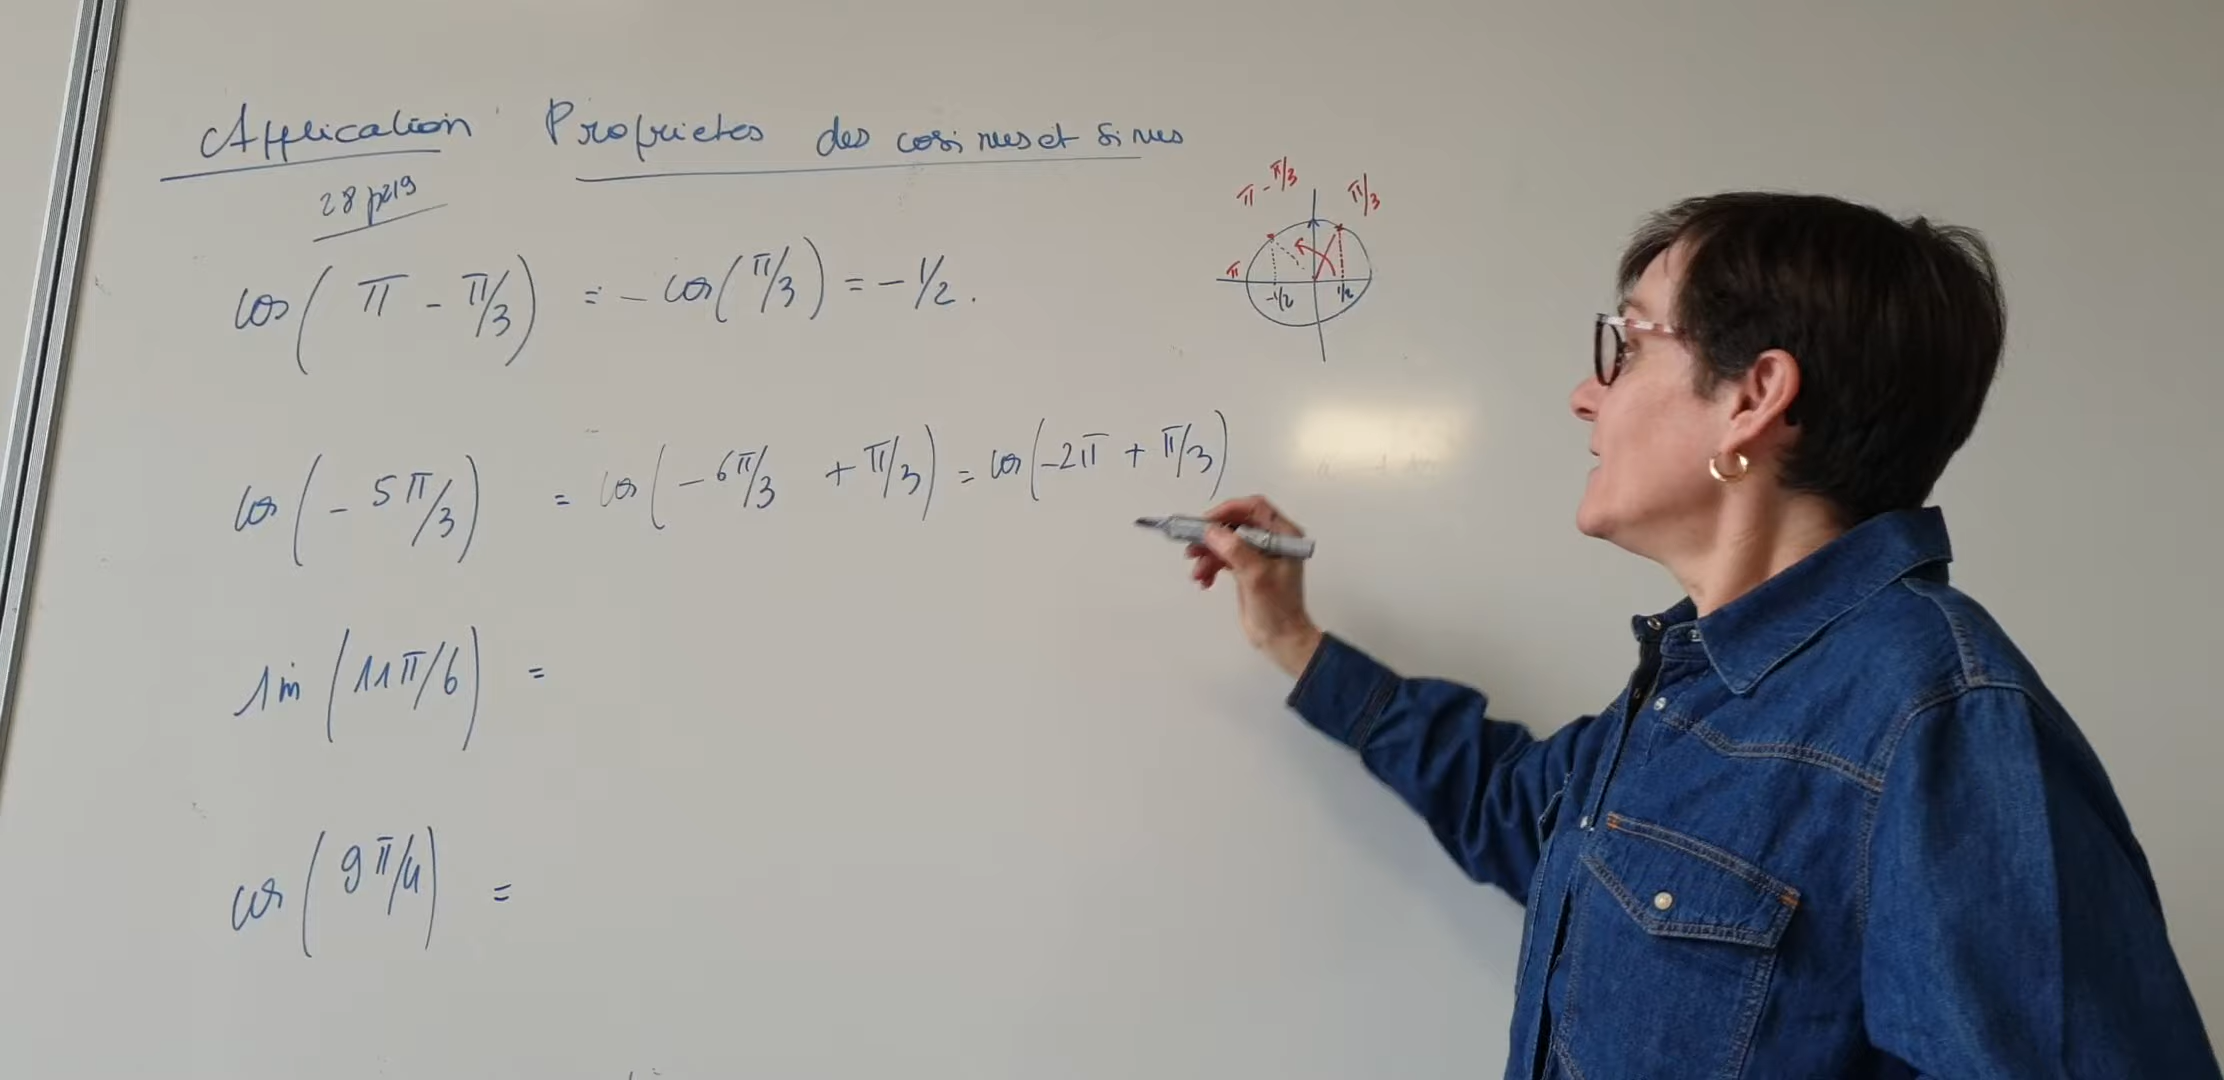 Application Proprietes des cosinus et sinus
28 p219
cos(π - π/3) = - cos(π/3) = - 1/2.
π - π/3
π/3
π
-1/2
1/2
cos(- 5π/3) = cos(- 6π/3 + π/3) = cos(-2π + π/3)
sin(11π/6) =
cos(9π/4) =